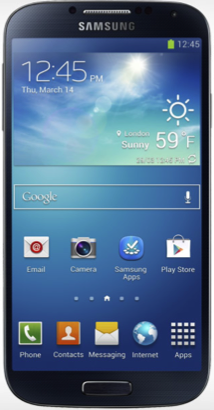 SAMSUNG
12:45
12:45 PM
Thu, March 14
London
Sunny 59°F
Google
Email Camera Samsung Apps Play Store
Phone Contacts Messaging Internet Apps